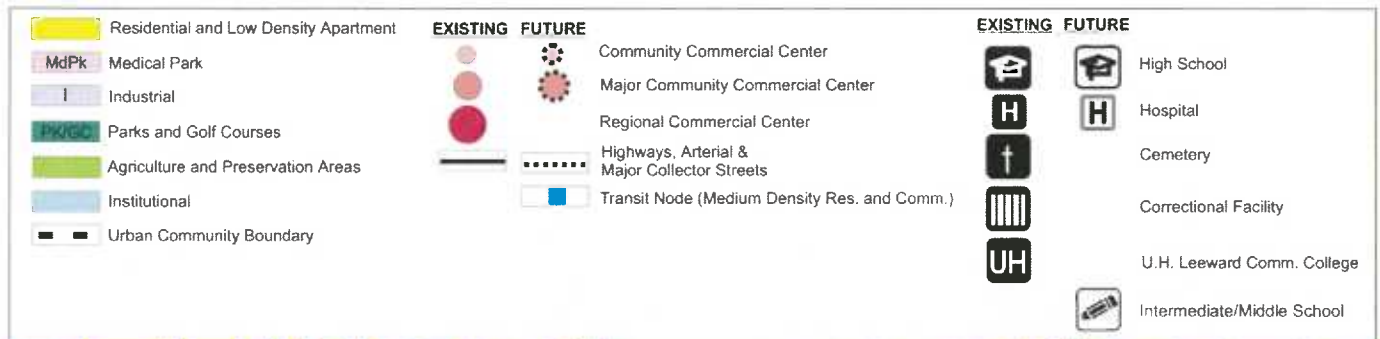 Residential and Low Density Apartment
MdPk Medical Park
I Industrial
PK/GC Parks and Golf Courses
Agriculture and Preservation Areas
Institutional
Urban Community Boundary
EXISTING FUTURE
Community Commercial Center
Major Community Commercial Center
Regional Commercial Center
Highways, Arterial &
Major Collector Streets
Transit Node (Medium Density Res. and Comm.)
EXISTING FUTURE
High School
H H Hospital
Cemetery
Correctional Facility
UH U.H. Leeward Comm. College
Intermediate/Middle School